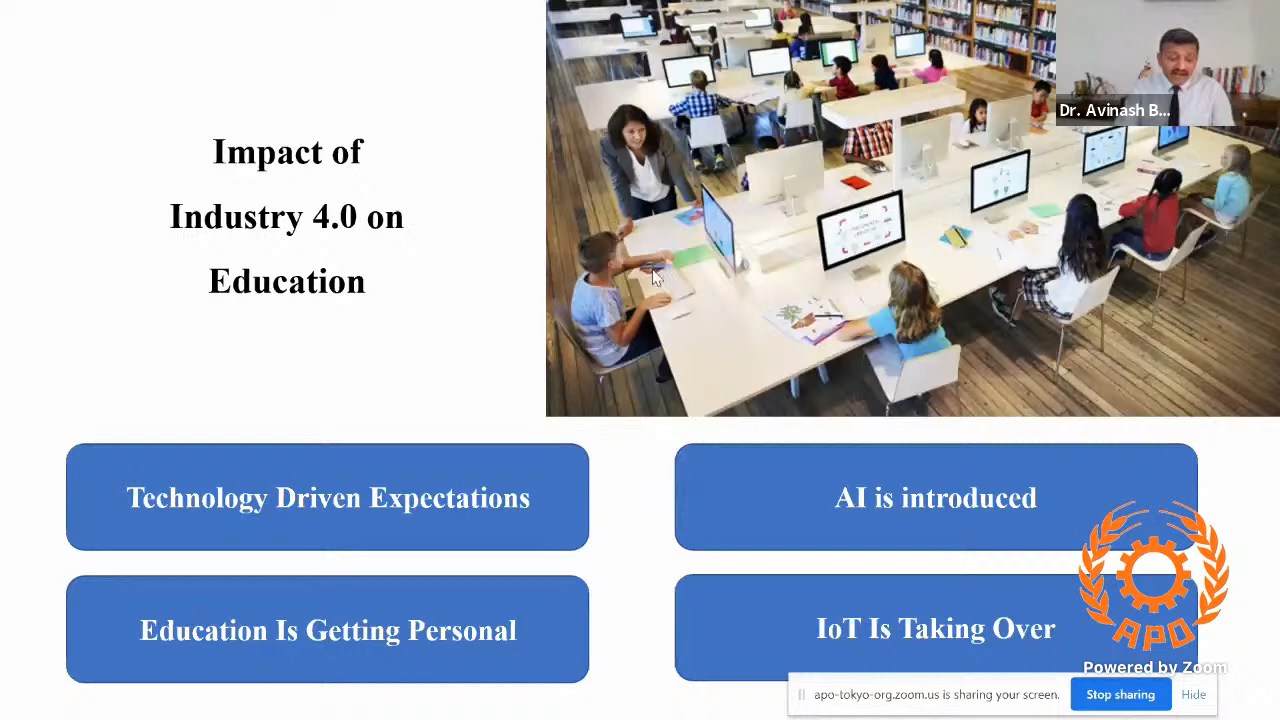 Impact of
Industry 4.0 on
Education
Dr. Avinash B...
Technology Driven Expectations
AI is introduced
Education Is Getting Personal
IoT Is Taking Over
APO
Powered by Zoom
apo-tokyo-org.zoom.us is sharing your screen.
Stop sharing
Hide